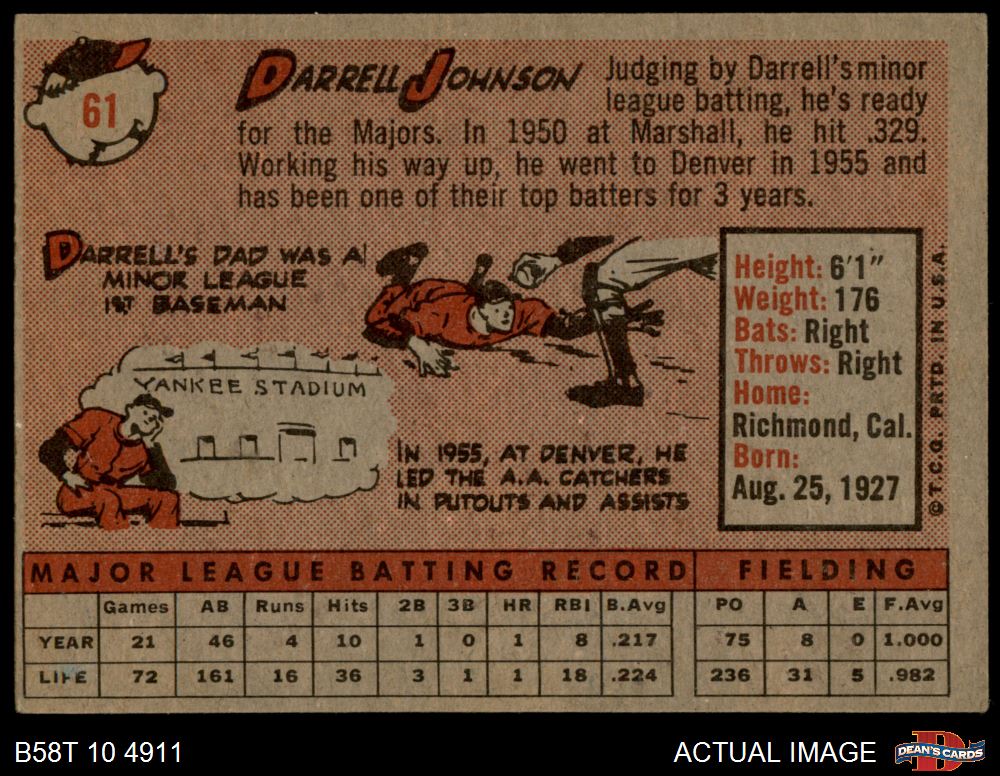 61
DARRELL JOHNSON
Judging by Darrell's minor
league batting, he's ready
for the Majors. In 1950 at Marshall, he hit .329.
Working his way up, he went to Denver in 1955 and
has been one of their top batters for 3 years.
DARRELL'S DAD WAS A
MINOR LEAGUE
1ST BASEMAN
YANKEE STADIUM
IN 1955, AT DENVER, HE
LED THE A.A. CATCHERS
IN PUTOUTS AND ASSISTS
Height: 6'1"
Weight: 176
Bats: Right
Throws: Right
Home:
Richmond, Cal.
Born:
Aug. 25, 1927
© T.C.G. PRTD. IN U.S.A.
MAJOR LEAGUE BATTING RECORD FIELDING
Games AB Runs Hits 2B 3B HR RBI B.Avg PO A E F.Avg
YEAR 21 46 4 10 1 0 1 8 .217 75 8 0 1.000
LIFE 72 161 16 36 3 1 1 18 .224 236 31 5 .982
B58T 10 4911
ACTUAL IMAGE
DEAN'S CARDS